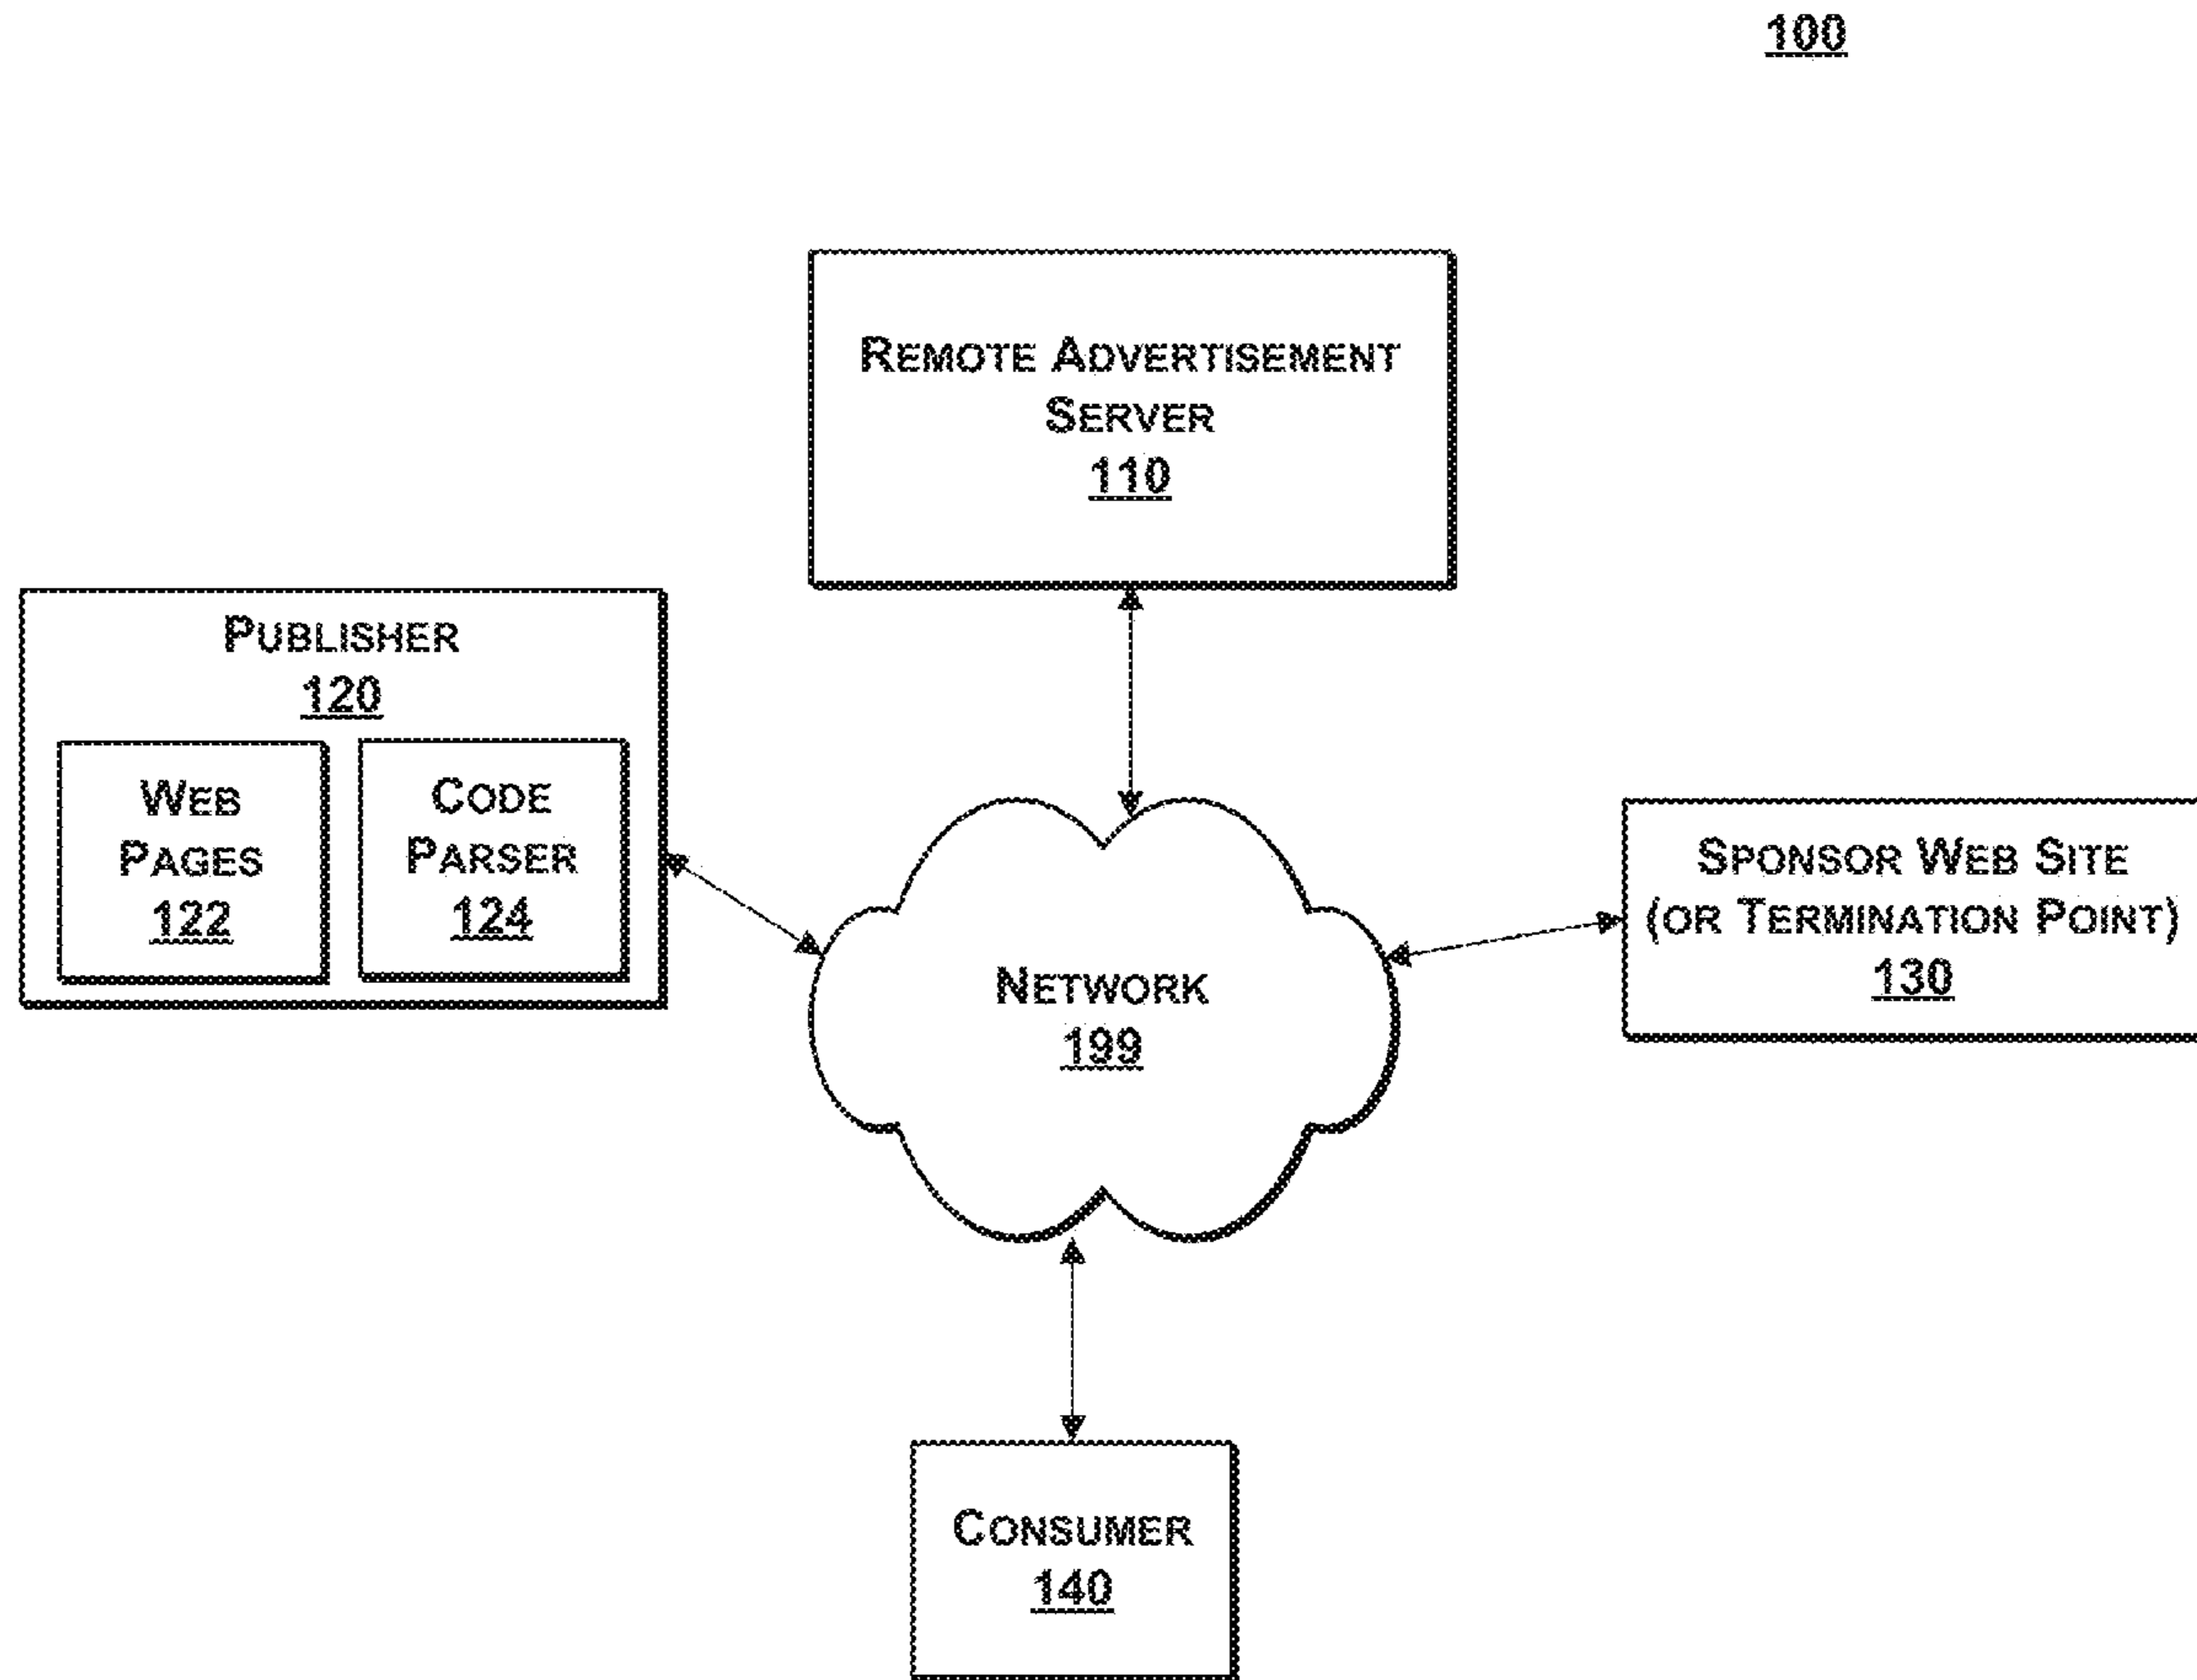 100
REMOTE ADVERTISEMENT
SERVER
110
PUBLISHER
120
WEB
PAGES
122
CODE
PARSER
124
SPONSOR WEB SITE
(OR TERMINATION POINT)
130
NETWORK
199
CONSUMER
140